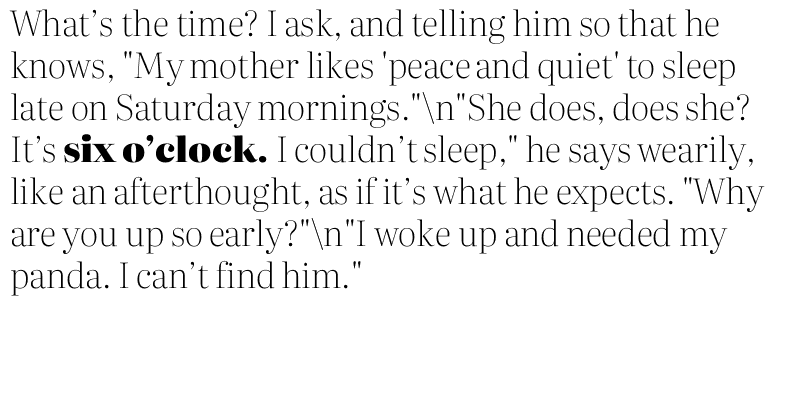 What’s the time? I ask, and telling him so that he
knows, "My mother likes 'peace and quiet' to sleep
late on Saturday mornings."\n"She does, does she?
It’s six o’clock. I couldn’t sleep," he says wearily,
like an afterthought, as if it’s what he expects. "Why
are you up so early?"\n"I woke up and needed my
panda. I can’t find him."